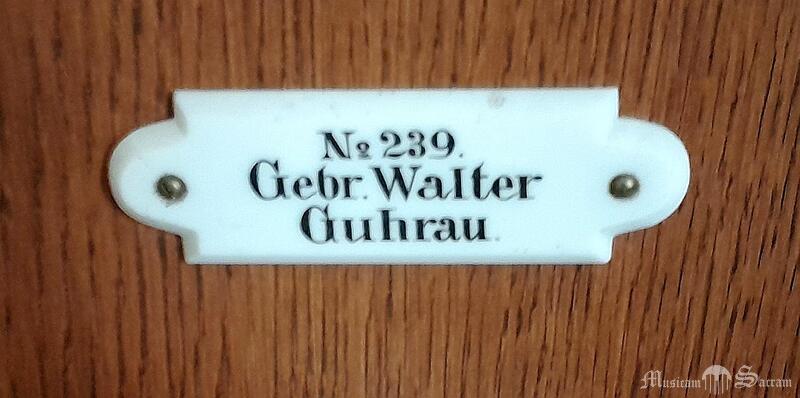 № 239.
Gebr. Walter
Guhrau.
Musicam Sacram